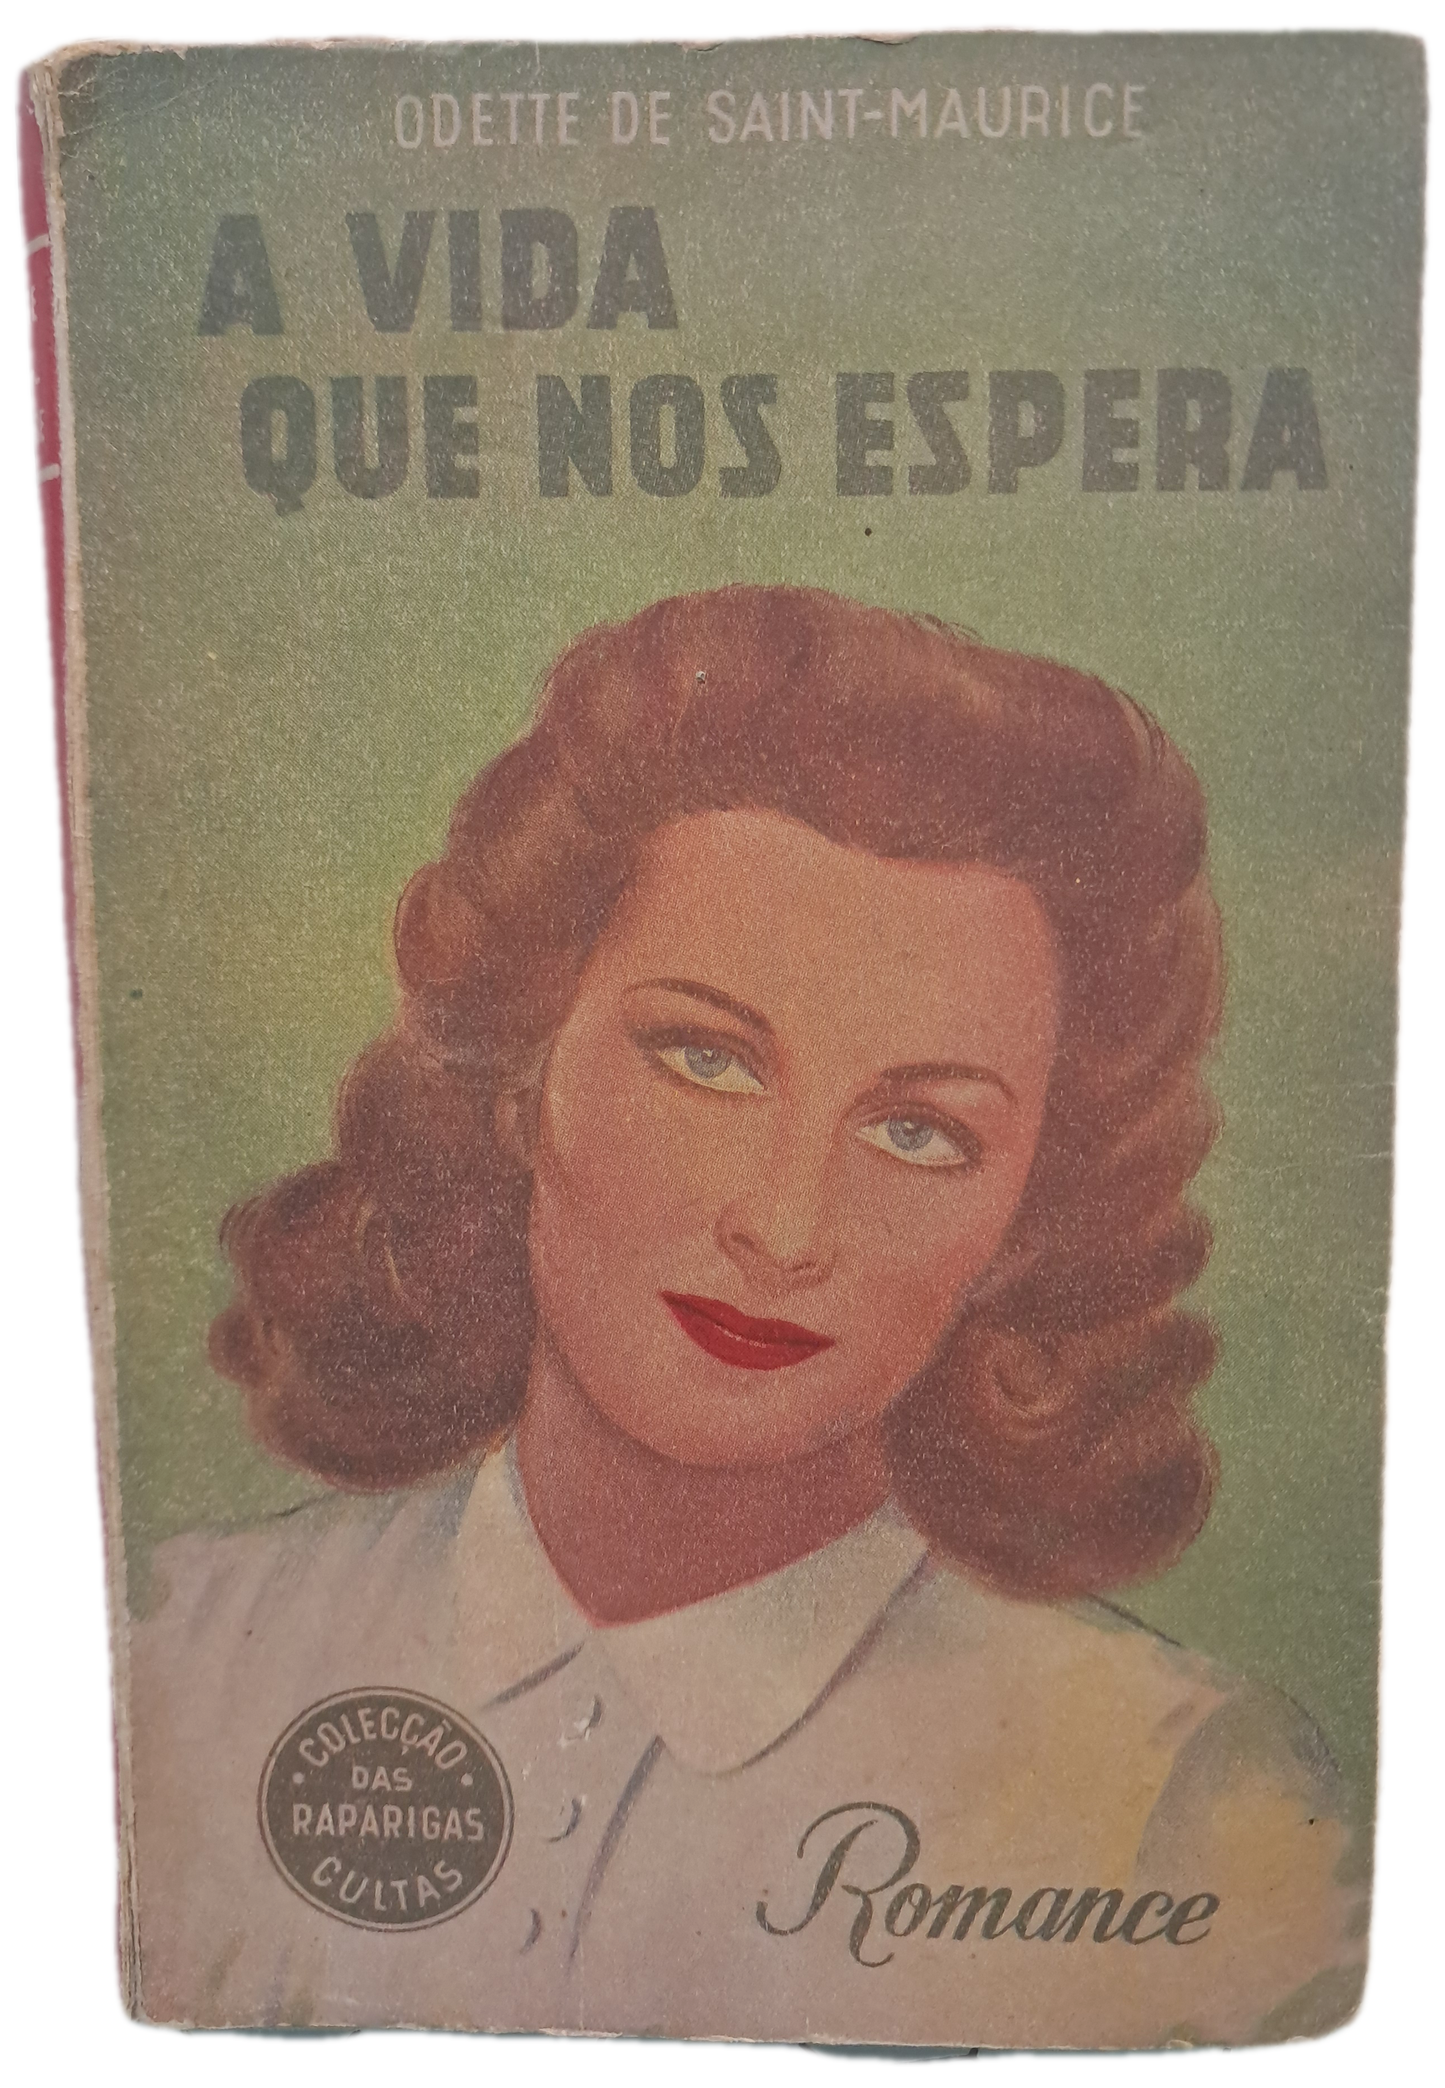 ODETTE DE SAINT-MAURICE
A VIDA
QUE NOS ESPERA
COLECÇÃO
DAS
RAPARIGAS
CULTAS
Romance